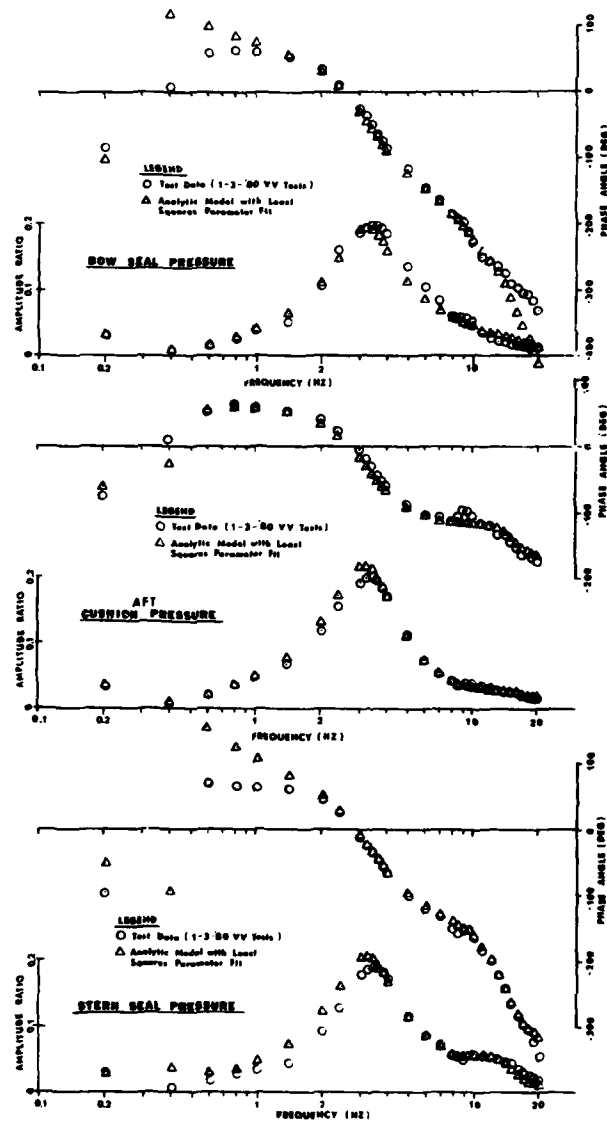 100
0
-100
-200
-300
-400
PHASE ANGLE (DEG)
LEGEND
○ Test Data (1-3-'80 VV Tests)
△ Analytic Model with Least
Squares Parameter Fit
BOW SEAL PRESSURE
AMPLITUDE RATIO
0.2
0.1
0
0.1 0.2 1 2 10 20
FREQUENCY (HZ)
100
0
-100
-200
PHASE ANGLE (DEG)
LEGEND
○ Test Data (1-3-'80 VV Tests)
△ Analytic Model with Least
Squares Parameter Fit
AFT
CUSHION PRESSURE
AMPLITUDE RATIO
0.2
0.1
0
0.1 0.2 1 2 10 20
FREQUENCY (HZ)
100
0
-100
-200
-300
PHASE ANGLE (DEG)
LEGEND
○ Test Data (1-3-'80 VV Tests)
△ Analytic Model with Least
Squares Parameter Fit
STERN SEAL PRESSURE
AMPLITUDE RATIO
0.2
0.1
0
0.1 0.2 1 2 10 20
FREQUENCY (HZ)